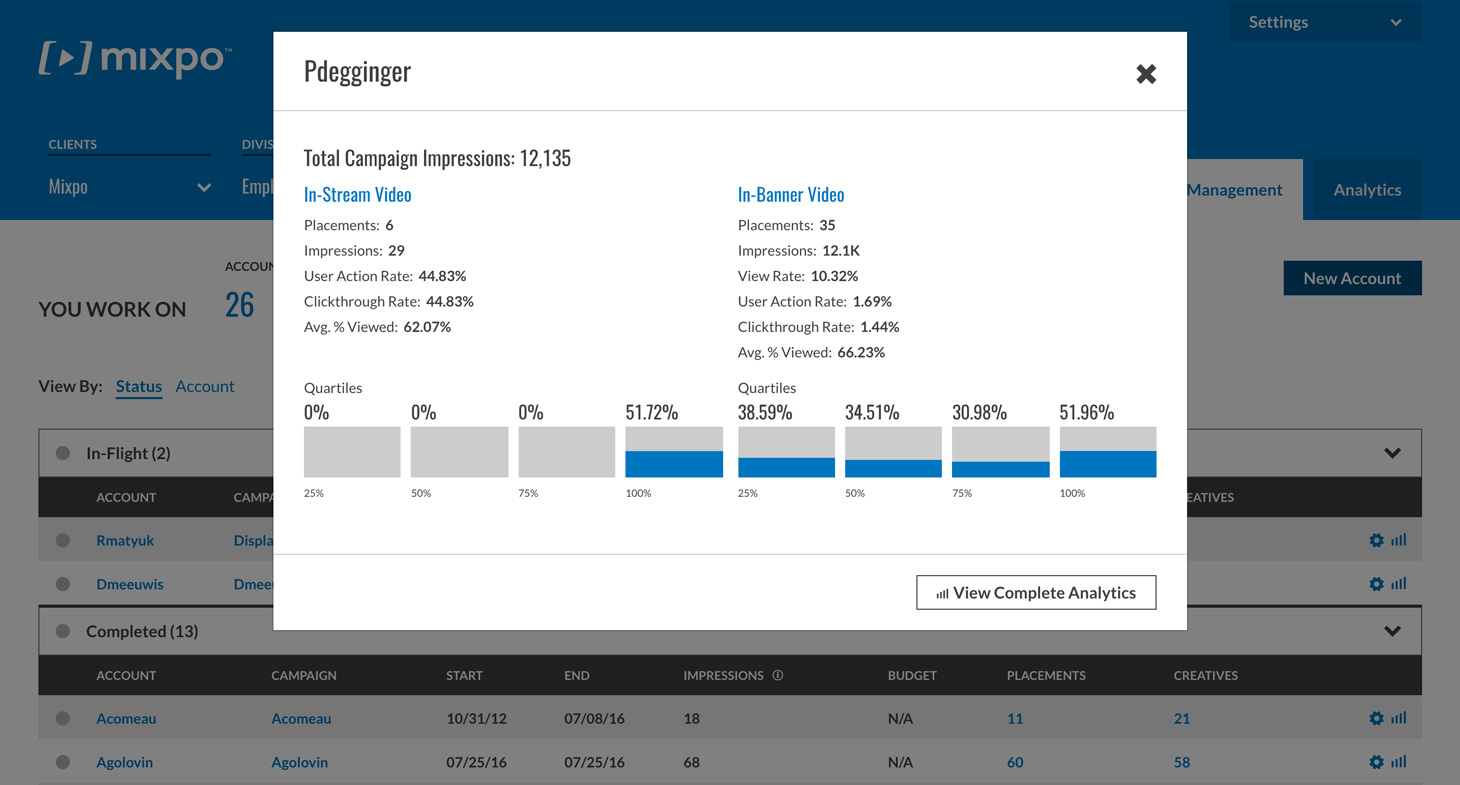 Settings
mixpo™
Pdegginger
CLIENTS
DIVIS
Mixpo
Empl
Management
Analytics
Total Campaign Impressions: 12,135
In-Stream Video
Placements: 6
Impressions: 29
User Action Rate: 44.83%
Clickthrough Rate: 44.83%
Avg. % Viewed: 62.07%
Quartiles
0% 0% 0% 51.72%
25% 50% 75% 100%
In-Banner Video
Placements: 35
Impressions: 12.1K
View Rate: 10.32%
User Action Rate: 1.69%
Clickthrough Rate: 1.44%
Avg. % Viewed: 66.23%
Quartiles
38.59% 34.51% 30.98% 51.96%
25% 50% 75% 100%
View Complete Analytics
ACCOUN
YOU WORK ON 26
New Account
View By: Status Account
In-Flight (2)
ACCOUNT CAMPA EATIVES
Rmatyuk Displa
Dmeeuwis Dmee
Completed (13)
ACCOUNT CAMPAIGN START END IMPRESSIONS BUDGET PLACEMENTS CREATIVES
Acomeau Acomeau 10/31/12 07/08/16 18 N/A 11 21
Agolovin Agolovin 07/25/16 07/25/16 68 N/A 60 58